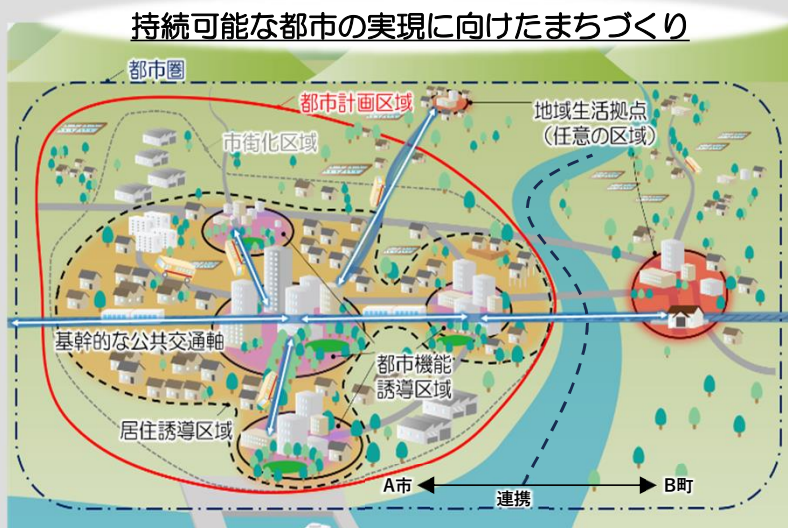 持続可能な都市の実現に向けたまちづくり
都市圏
都市計画区域
地域生活拠点
（任意の区域）
市街化区域
基幹的な公共交通軸
都市機能
誘導区域
居住誘導区域
A市
連携
B町